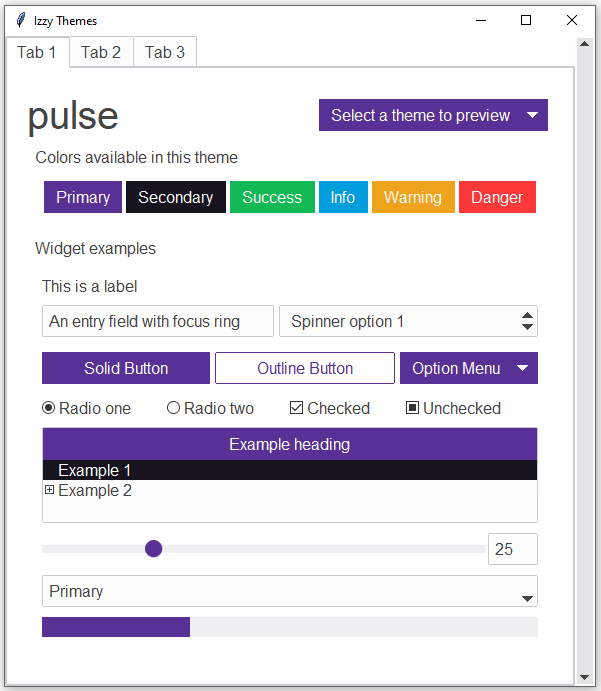 Izzy Themes
Tab 1 Tab 2 Tab 3
pulse
Select a theme to preview
Colors available in this theme
Primary Secondary Success Info Warning Danger
Widget examples
This is a label
An entry field with focus ring Spinner option 1
Solid Button Outline Button Option Menu
Radio one Radio two Checked Unchecked
Example heading
Example 1
Example 2
25
Primary